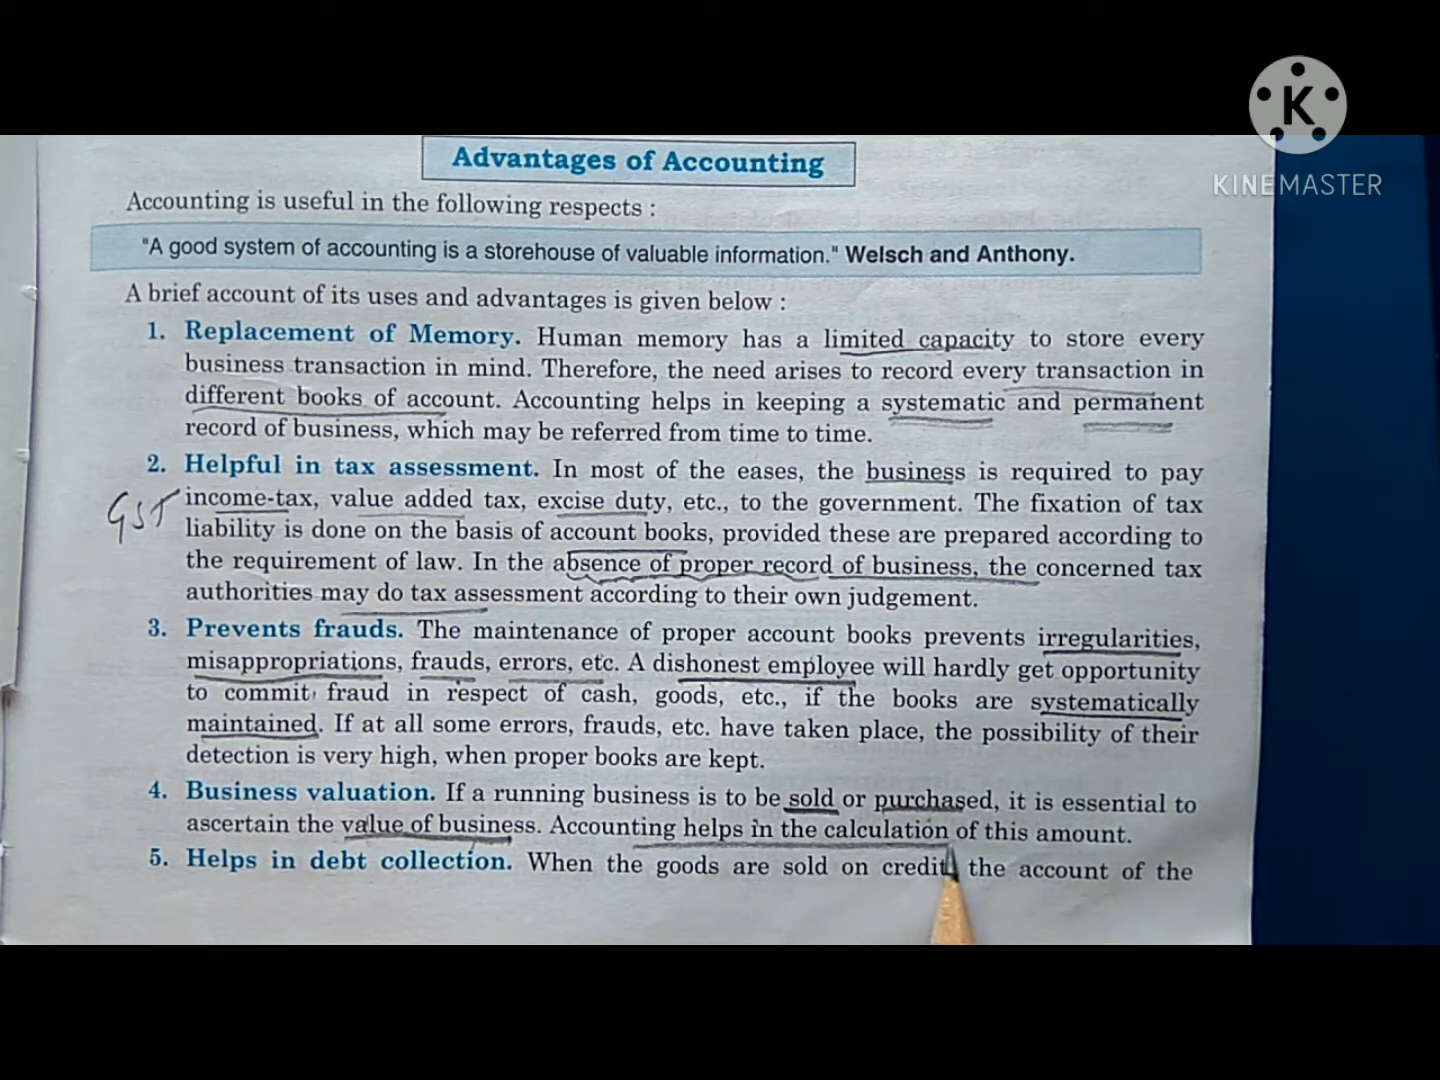 K
KINEMASTER
Advantages of Accounting
Accounting is useful in the following respects :
"A good system of accounting is a storehouse of valuable information." Welsch and Anthony.
A brief account of its uses and advantages is given below :
1. Replacement of Memory. Human memory has a limited capacity to store every
business transaction in mind. Therefore, the need arises to record every transaction in
different books of account. Accounting helps in keeping a systematic and permanent
record of business, which may be referred from time to time.
2. Helpful in tax assessment. In most of the eases, the business is required to pay
GST income-tax, value added tax, excise duty, etc., to the government. The fixation of tax
liability is done on the basis of account books, provided these are prepared according to
the requirement of law. In the absence of proper record of business, the concerned tax
authorities may do tax assessment according to their own judgement.
3. Prevents frauds. The maintenance of proper account books prevents irregularities,
misappropriations, frauds, errors, etc. A dishonest employee will hardly get opportunity
to commit fraud in respect of cash, goods, etc., if the books are systematically
maintained. If at all some errors, frauds, etc. have taken place, the possibility of their
detection is very high, when proper books are kept.
4. Business valuation. If a running business is to be sold or purchased, it is essential to
ascertain the value of business. Accounting helps in the calculation of this amount.
5. Helps in debt collection. When the goods are sold on credit the account of the